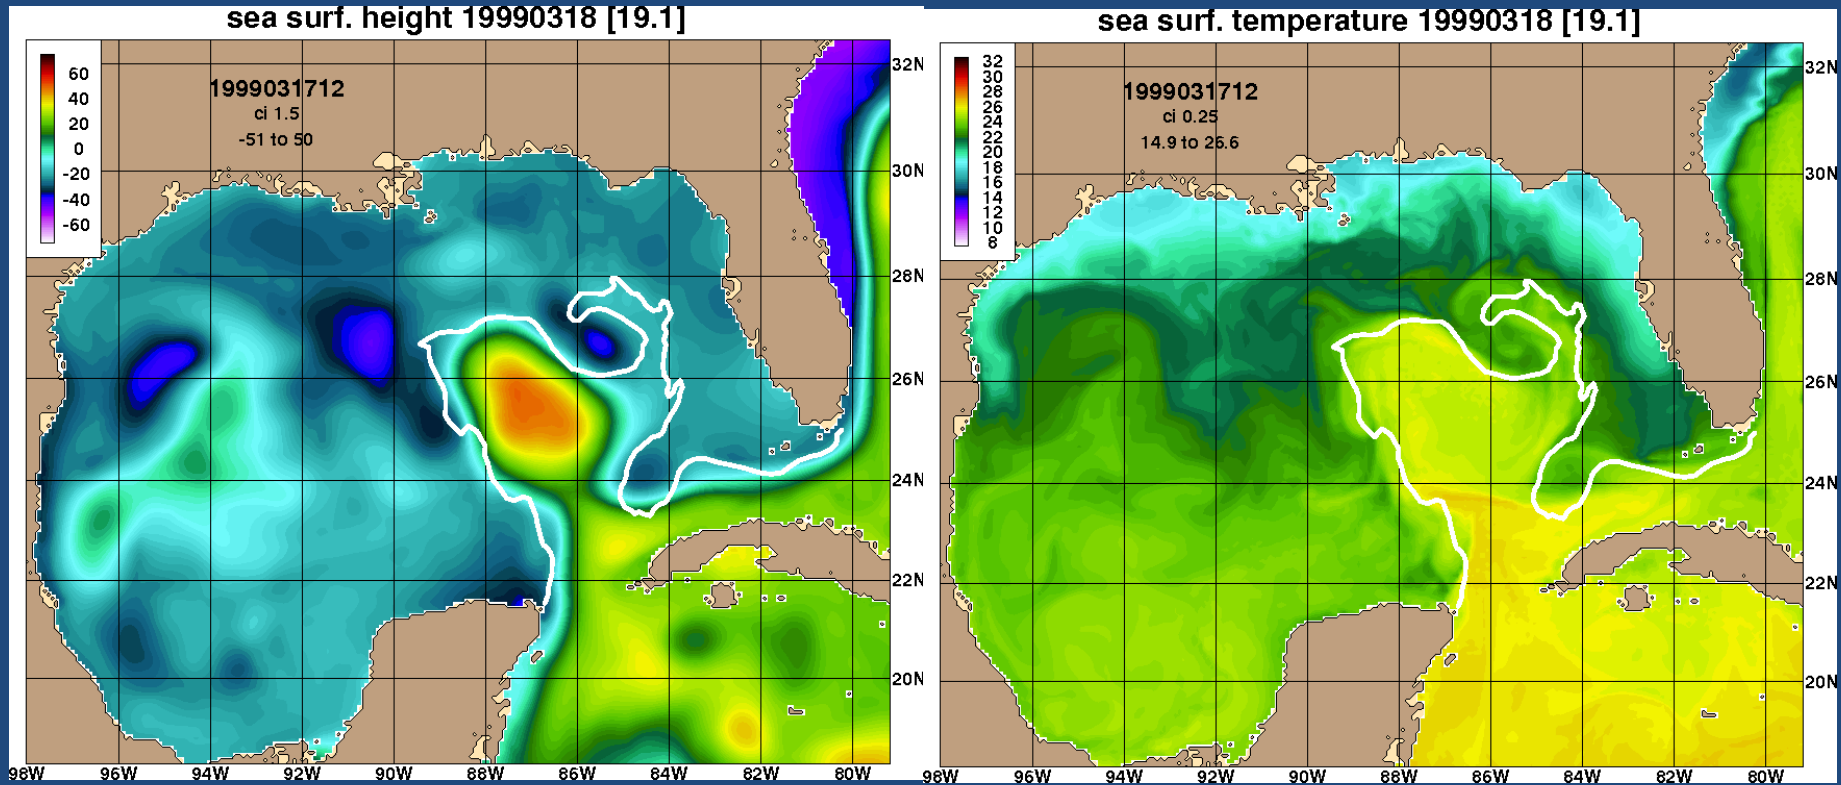 sea surf. height 19990318 [19.1]
60
40
20
0
-20
-40
-60
1999031712
ci 1.5
-51 to 50
32N
30N
28N
26N
24N
22N
20N
98W 96W 94W 92W 90W 88W 86W 84W 82W 80W
sea surf. temperature 19990318 [19.1]
32
30
28
26
24
22
20
18
16
14
12
10
8
1999031712
ci 0.25
14.9 to 26.6
32N
30N
28N
26N
24N
22N
20N
98W 96W 94W 92W 90W 88W 86W 84W 82W 80W